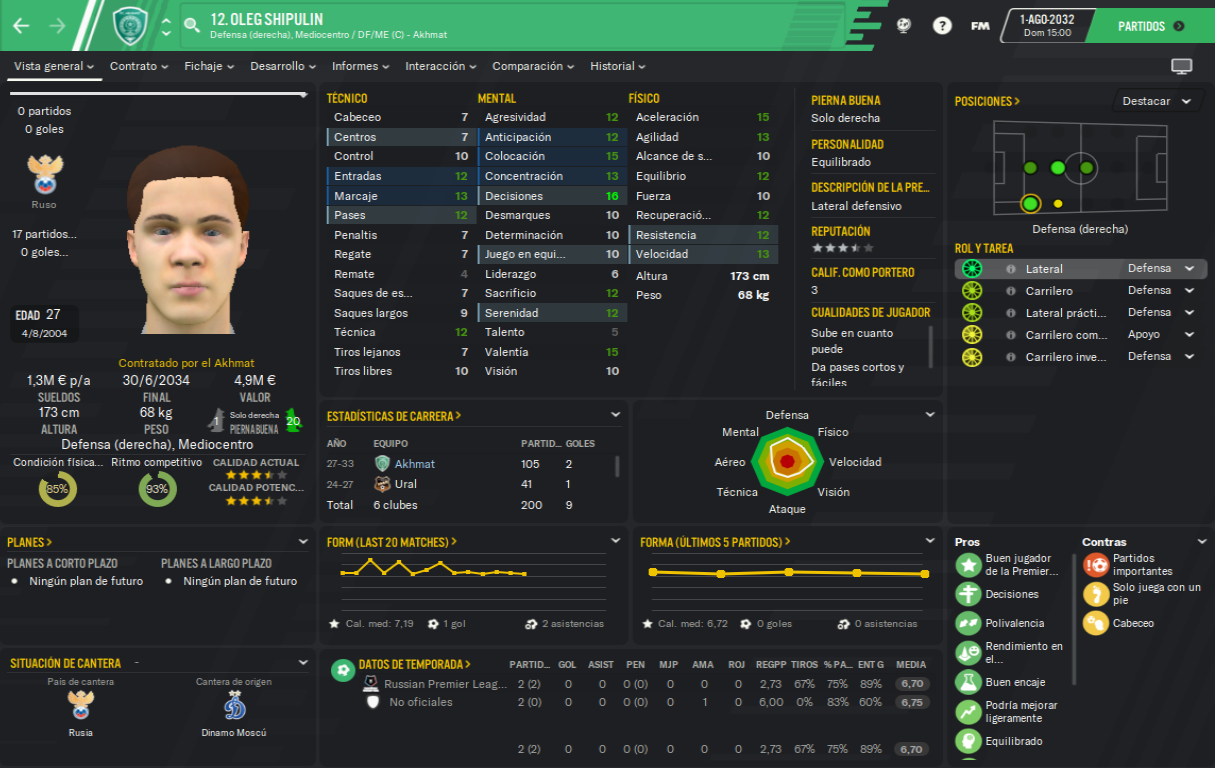 12. OLEG SHIPULIN
Defensa (derecha), Mediocentro / DF/ME (C) - Akhmat
?
FM
1-AGO-2032
Dom 15:00
PARTIDOS
Vista general
Contrato
Fichaje
Desarrollo
Informes
Interacción
Comparación
Historial
0 partidos
0 goles
Ruso
17 partidos...
0 goles...
EDAD 27
4/8/2004
Contratado por el Akhmat
1,3M € p/a
SUELDOS
30/6/2034
FINAL
4,9M €
VALOR
173 cm
ALTURA
68 kg
PESO
1
Solo derecha
PIERNA BUENA
20
Defensa (derecha), Mediocentro
Condición física...
85%
Ritmo competitivo
93%
CALIDAD ACTUAL
CALIDAD POTENC...
TÉCNICO
Cabeceo 7
Centros 7
Control 10
Entradas 12
Marcaje 13
Pases 12
Penaltis 7
Regate 7
Remate 4
Saques de es... 7
Saques largos 9
Técnica 12
Tiros lejanos 7
Tiros libres 10
MENTAL
Agresividad 12
Anticipación 12
Colocación 15
Concentración 13
Decisiones 16
Desmarques 10
Determinación 10
Juego en equi... 10
Liderazgo 6
Sacrificio 12
Serenidad 12
Talento 5
Valentía 15
Visión 10
FÍSICO
Aceleración 15
Agilidad 13
Alcance de s... 10
Equilibrio 12
Fuerza 10
Recuperació... 12
Resistencia 12
Velocidad 13
Altura 173 cm
Peso 68 kg
PIERNA BUENA
Solo derecha
PERSONALIDAD
Equilibrado
DESCRIPCIÓN DE LA PRE...
Lateral defensivo
REPUTACIÓN
CALIF. COMO PORTERO
3
CUALIDADES DE JUGADOR
Sube en cuanto
puede
Da pases cortos y
fáciles
POSICIONES >
Destacar
Defensa (derecha)
ROL Y TAREA
Lateral Defensa
Carrilero Defensa
Lateral prácti... Defensa
Carrilero com... Apoyo
Carrilero inve... Defensa
ESTADÍSTICAS DE CARRERA >
AÑO EQUIPO PARTID... GOLES
27-33 Akhmat 105 2
24-27 Ural 41 1
Total 6 clubes 200 9
Defensa
Mental
Físico
Aéreo
Velocidad
Técnica
Visión
Ataque
PLANES >
PLANES A CORTO PLAZO
Ningún plan de futuro
PLANES A LARGO PLAZO
Ningún plan de futuro
FORM (LAST 20 MATCHES) >
Cal. med: 7,19
1 gol
2 asistencias
FORMA (ÚLTIMOS 5 PARTIDOS) >
Cal. med: 6,72
0 goles
0 asistencias
Pros
Buen jugador
de la Premier...
Decisiones
Polivalencia
Rendimiento en
el...
Buen encaje
Podría mejorar
ligeramente
Equilibrado
Contras
Partidos
importantes
Solo juega con un
pie
Cabeceo
SITUACIÓN DE CANTERA -
País de cantera
Rusia
Cantera de origen
Dinamo Moscú
DATOS DE TEMPORADA > PARTID... GOL ASIST PEN MJP AMA ROJ REGPP TIROS % PA... ENT G MEDIA
Russian Premier Leag... 2 (2) 0 0 0 (0) 0 0 0 2,73 67% 75% 89% 6,70
No oficiales 2 (0) 0 0 0 (0) 0 1 0 6,00 0% 83% 60% 6,75
2 (2) 0 0 0 (0) 0 0 0 2,73 67% 75% 89% 6,70